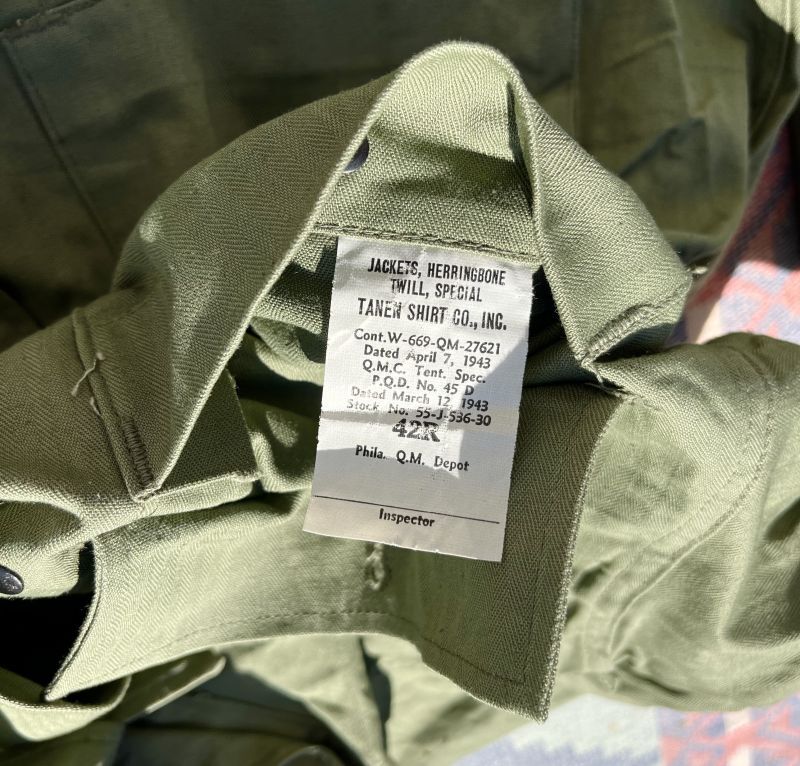 JACKETS, HERRINGBONE
TWILL, SPECIAL
TANEN SHIRT CO., INC.
Cont.W-669-QM-27621
Dated April 7, 1943
Q.M.C. Tent. Spec.
P.Q.D. No. 45 D
Dated March 12 1943
Stock No. 55-J-536-30
42R
Phila. Q.M. Depot
Inspector